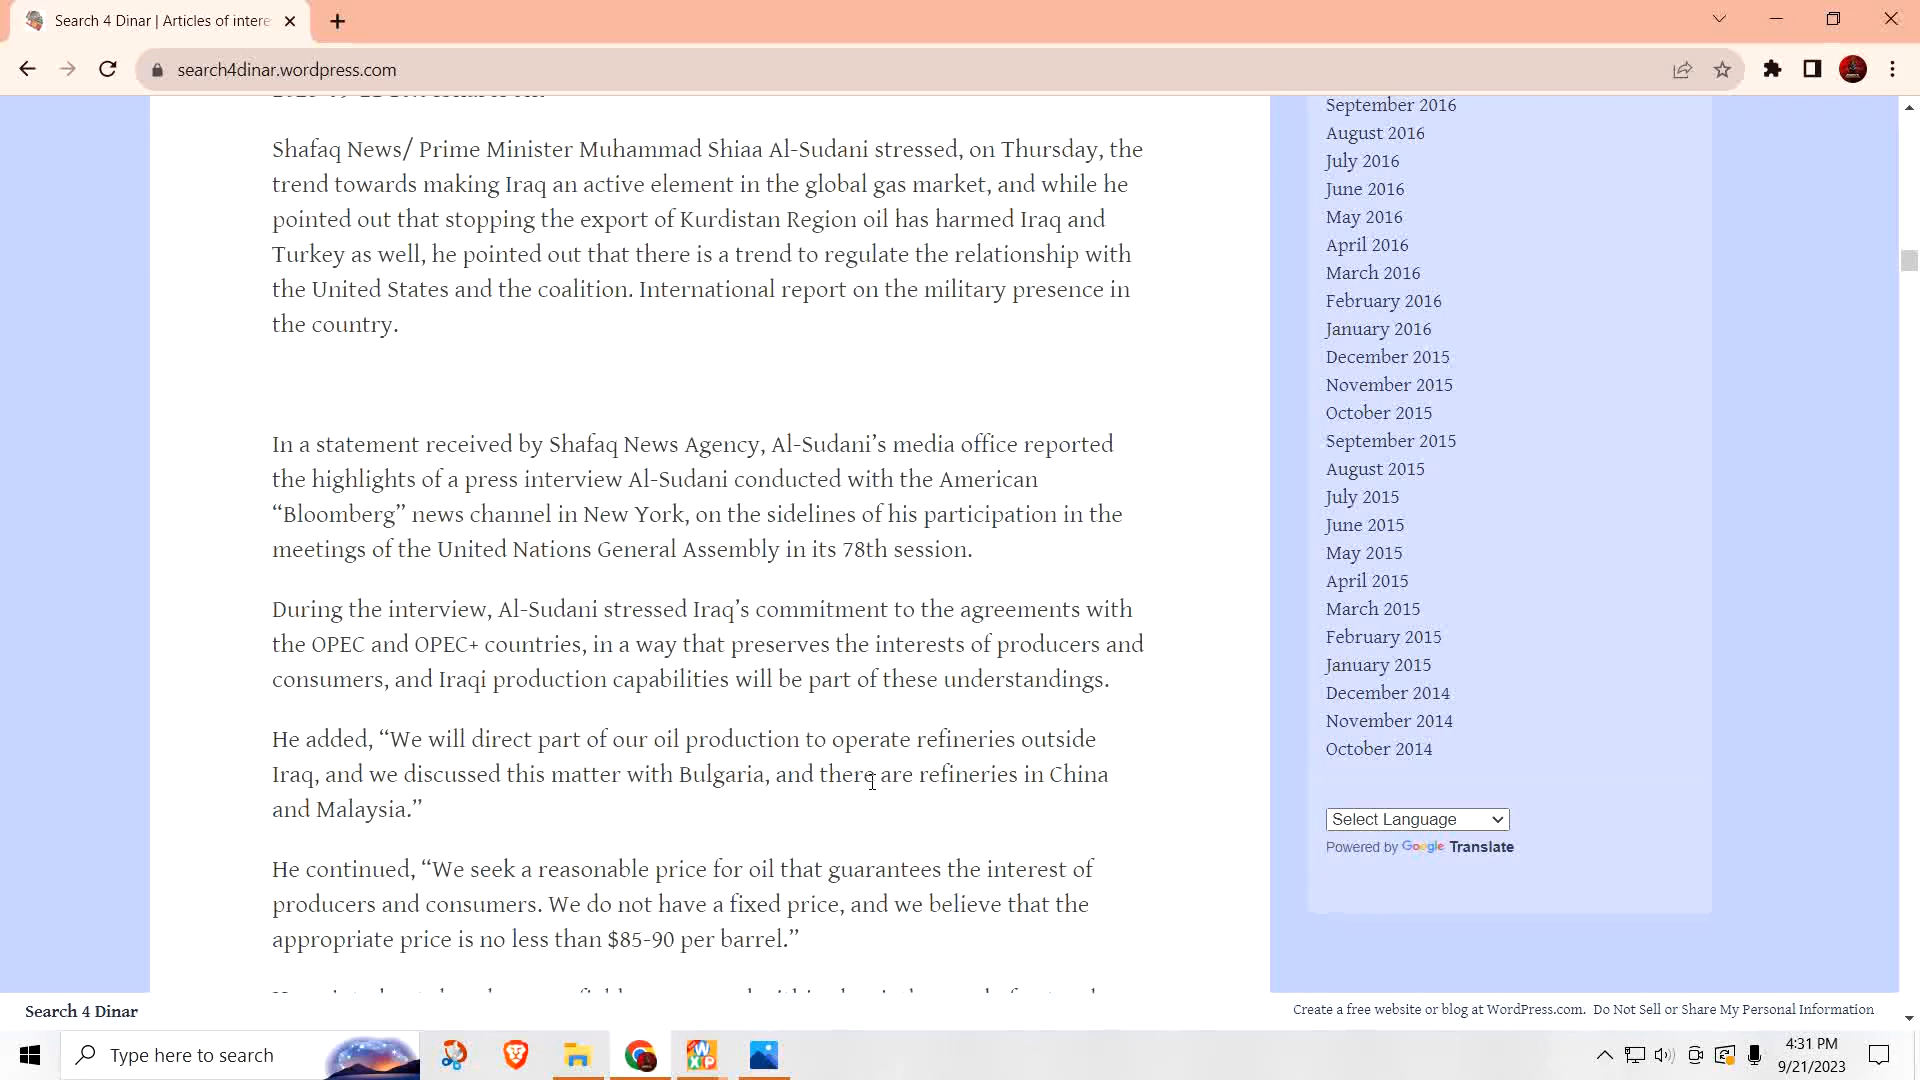 Search 4 Dinar | Articles of intere
search4dinar.wordpress.com
Shafaq News/ Prime Minister Muhammad Shiaa Al-Sudani stressed, on Thursday, the
trend towards making Iraq an active element in the global gas market, and while he
pointed out that stopping the export of Kurdistan Region oil has harmed Iraq and
Turkey as well, he pointed out that there is a trend to regulate the relationship with
the United States and the coalition. International report on the military presence in
the country.
In a statement received by Shafaq News Agency, Al-Sudani’s media office reported
the highlights of a press interview Al-Sudani conducted with the American
“Bloomberg” news channel in New York, on the sidelines of his participation in the
meetings of the United Nations General Assembly in its 78th session.
During the interview, Al-Sudani stressed Iraq’s commitment to the agreements with
the OPEC and OPEC+ countries, in a way that preserves the interests of producers and
consumers, and Iraqi production capabilities will be part of these understandings.
He added, “We will direct part of our oil production to operate refineries outside
Iraq, and we discussed this matter with Bulgaria, and there are refineries in China
and Malaysia.”
He continued, “We seek a reasonable price for oil that guarantees the interest of
producers and consumers. We do not have a fixed price, and we believe that the
appropriate price is no less than $85-90 per barrel.”
September 2016
August 2016
July 2016
June 2016
May 2016
April 2016
March 2016
February 2016
January 2016
December 2015
November 2015
October 2015
September 2015
August 2015
July 2015
June 2015
May 2015
April 2015
March 2015
February 2015
January 2015
December 2014
November 2014
October 2014
Select Language
Powered by Google Translate
Search 4 Dinar
Create a free website or blog at WordPress.com. Do Not Sell or Share My Personal Information
Type here to search
4:31 PM
9/21/2023